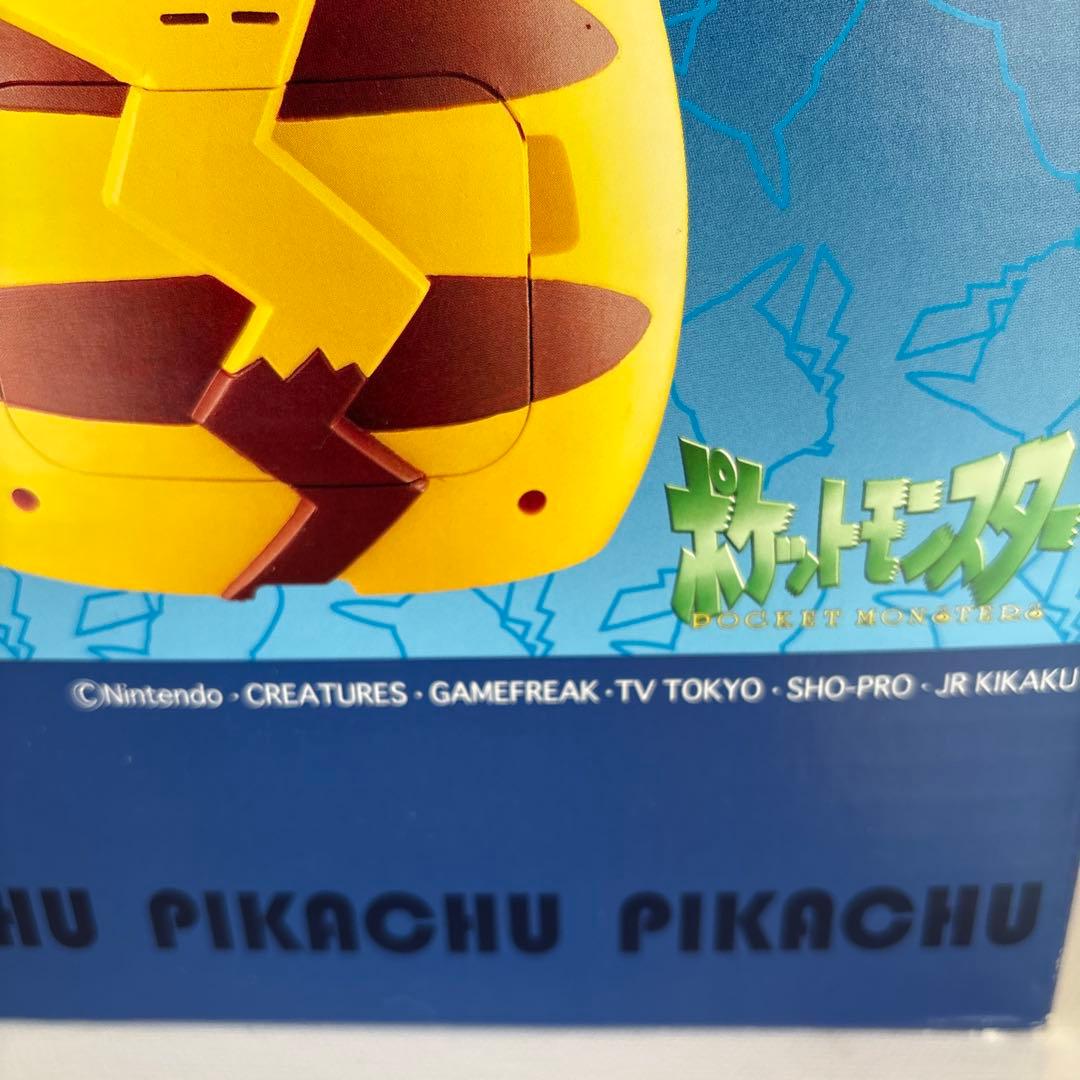 ポケットモンスター
POCKET MONSTERS
©Nintendo・CREATURES・GAMEFREAK・TV TOKYO・SHO-PRO・JR KIKAKU
HU PIKACHU PIKACHU